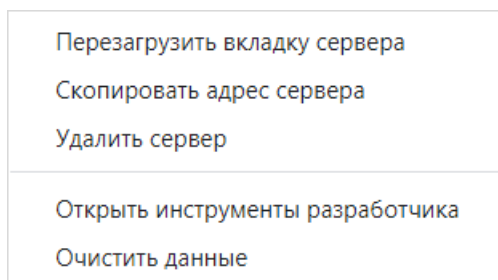 Перезагрузить вкладку сервера
Скопировать адрес сервера
Удалить сервер
Открыть инструменты разработчика
Очистить данные